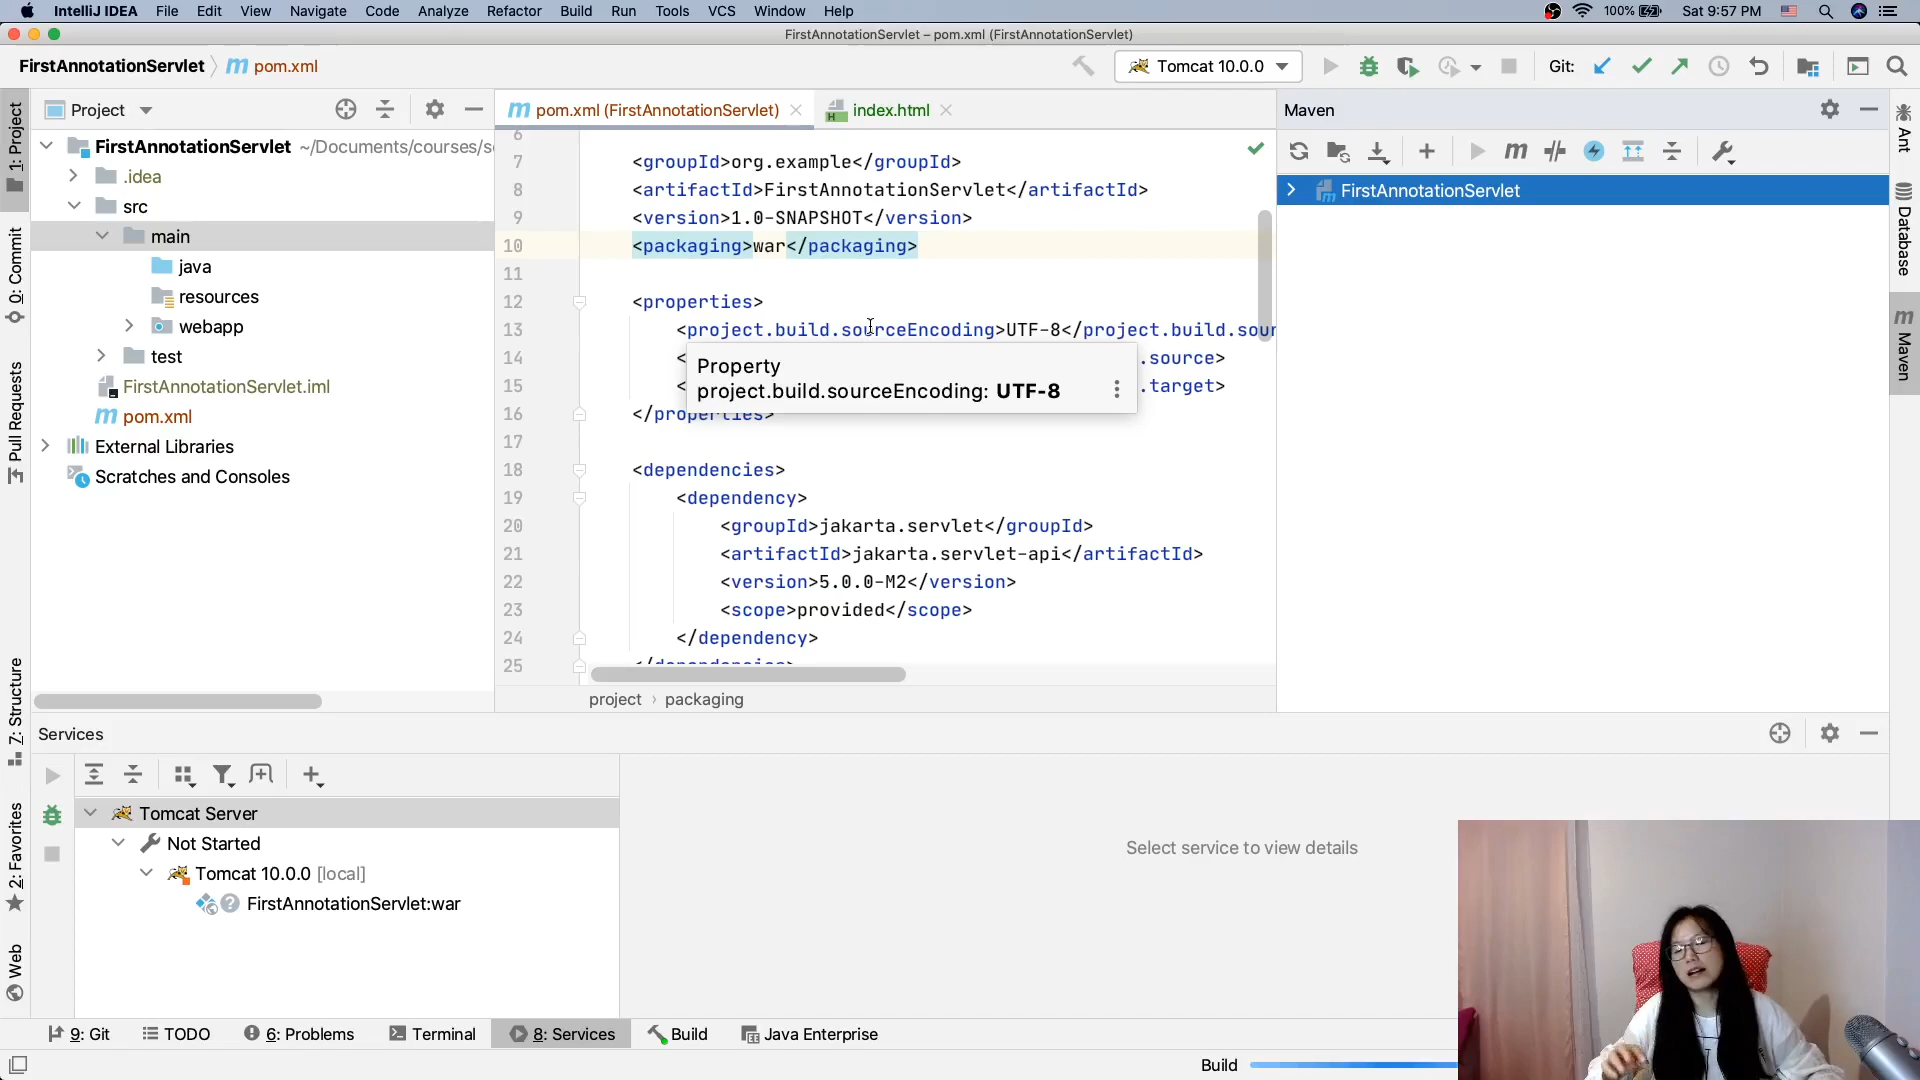 IntelliJ IDEA File Edit View Navigate Code Analyze Refactor Build Run Tools VCS Window Help 100% Sat 9:57 PM
FirstAnnotationServlet – pom.xml (FirstAnnotationServlet)
FirstAnnotationServlet pom.xml Tomcat 10.0.0 Git:
Project
pom.xml (FirstAnnotationServlet) index.html
Maven
FirstAnnotationServlet ~/Documents/courses/s
.idea
src
main
java
resources
webapp
test
FirstAnnotationServlet.iml
pom.xml
External Libraries
Scratches and Consoles
6
7 <groupId>org.example</groupId>
8 <artifactId>FirstAnnotationServlet</artifactId>
9 <version>1.0-SNAPSHOT</version>
10 <packaging>war</packaging>
11
12 <properties>
13 <project.build.sourceEncoding>UTF-8</project.build.sour
14 < .source>
15 < .target>
Property
project.build.sourceEncoding: UTF-8
16 </properties>
17
18 <dependencies>
19 <dependency>
20 <groupId>jakarta.servlet</groupId>
21 <artifactId>jakarta.servlet-api</artifactId>
22 <version>5.0.0-M2</version>
23 <scope>provided</scope>
24 </dependency>
25 </dependencies>
project › packaging
FirstAnnotationServlet
1: Project
0: Commit
Pull Requests
7: Structure
2: Favorites
Web
Ant
Database
Maven
Services
Tomcat Server
Not Started
Tomcat 10.0.0 [local]
FirstAnnotationServlet:war
Select service to view details
9: Git TODO 6: Problems Terminal 8: Services Build Java Enterprise
Build